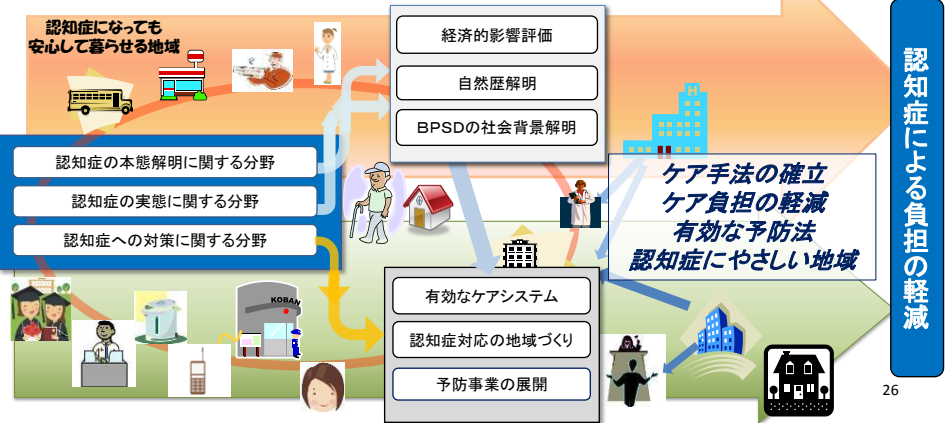 認知症になっても
安心して暮らせる地域
経済的影響評価
自然歴解明
BPSDの社会背景解明
認知症の本態解明に関する分野
認知症の実態に関する分野
認知症への対策に関する分野
H
ケア手法の確立
ケア負担の軽減
有効な予防法
認知症にやさしい地域
KOBAN
有効なケアシステム
認知症対応の地域づくり
予防事業の展開
認知症による負担の軽減
26